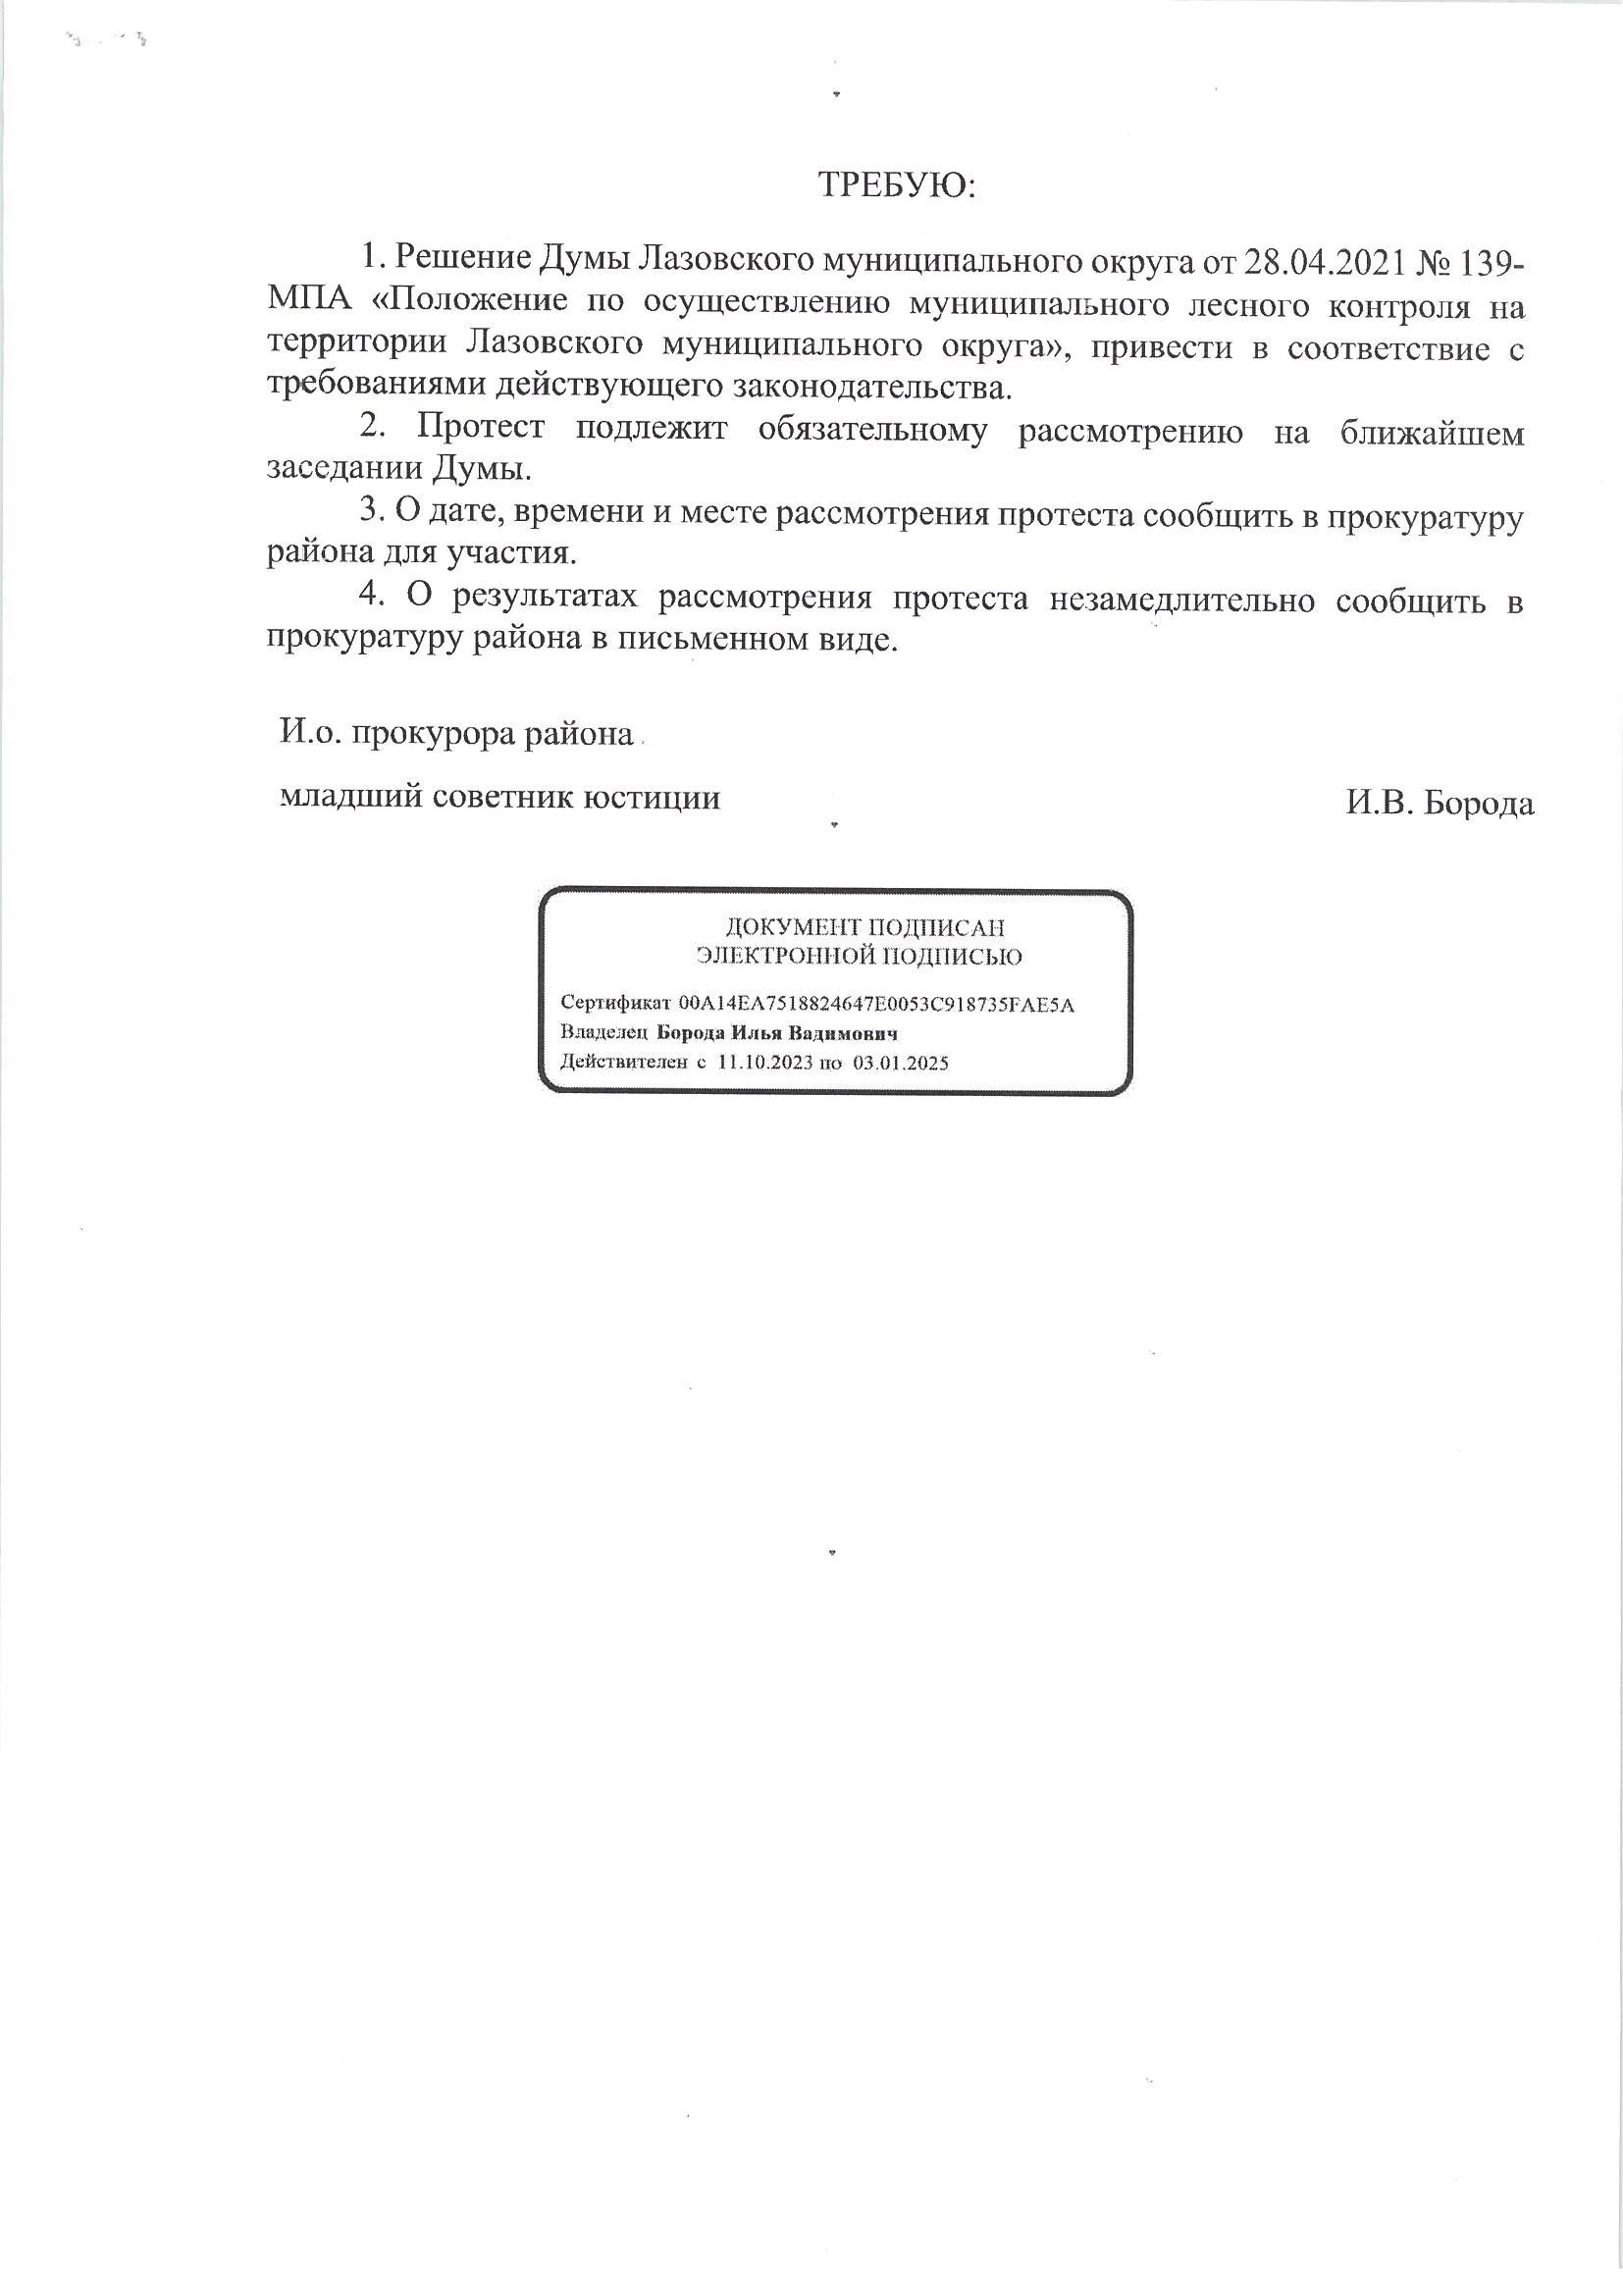 ТРЕБУЮ:
1. Решение Думы Лазовского муниципального округа от 28.04.2021 № 139-
МПА «Положение по осуществлению муниципального лесного контроля на
территории Лазовского муниципального округа», привести в соответствие с
требованиями действующего законодательства.
2. Протест подлежит обязательному рассмотрению на ближайшем
заседании Думы.
3. О дате, времени и месте рассмотрения протеста сообщить в прокуратуру
района для участия.
4. О результатах рассмотрения протеста незамедлительно сообщить в
прокуратуру района в письменном виде.
И.о. прокурора района
младший советник юстиции И.В. Борода
ДОКУМЕНТ ПОДПИСАН
ЭЛЕКТРОННОЙ ПОДПИСЬЮ
Сертификат 00A14EA7518824647E0053C918735FAE5A
Владелец Борода Илья Вадимович
Действителен с 11.10.2023 по 03.01.2025